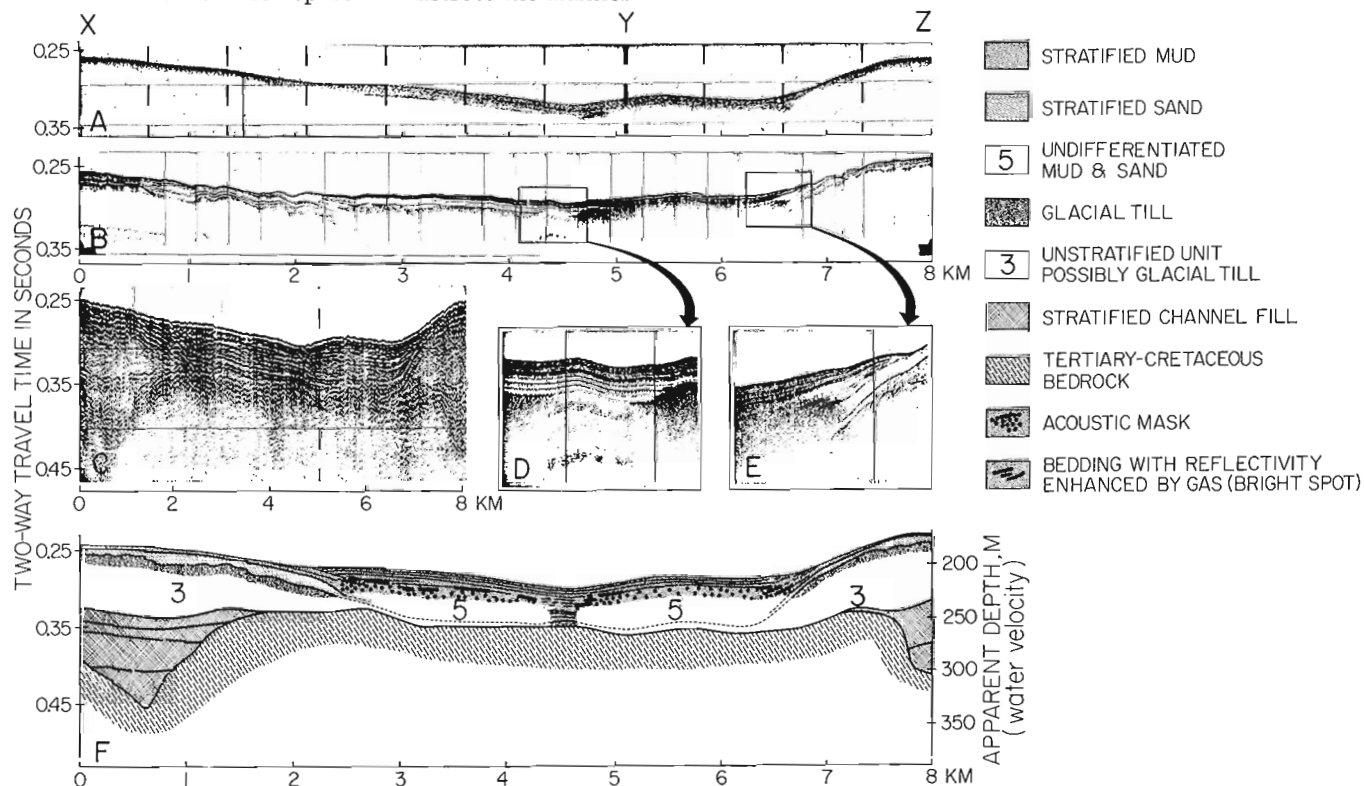 X Y Z
0,25
0,35
A
0,25
0,35
B
0 1 2 3 4 5 6 7 8 KM
0,25
0,35
0,45
C
D
E
0 2 4 6 8 KM
TWO-WAY TRAVEL TIME IN SECONDS
0,25
0,35
0,45
3
5
5
3
200
250
300
350
APPARENT DEPTH, M
(water velocity)
F
0 1 2 3 4 5 6 7 8 KM
STRATIFIED MUD
STRATIFIED SAND
5 UNDIFFERENTIATED
MUD & SAND
GLACIAL TILL
3 UNSTRATIFIED UNIT
POSSIBLY GLACIAL TILL
STRATIFIED CHANNEL FILL
TERTIARY-CRETACEOUS
BEDROCK
ACOUSTIC MASK
BEDDING WITH REFLECTIVITY
ENHANCED BY GAS (BRIGHT SPOT)